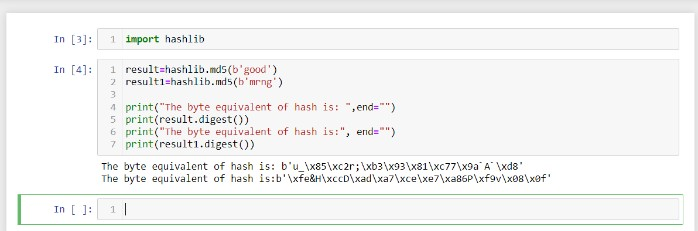 In [3]: 1 import hashlib
In [4]: 1 result=hashlib.md5(b'good')
2 result1=hashlib.md5(b'mrng')
3
4 print("The byte equivalent of hash is: ",end="")
5 print(result.digest())
6 print("The byte equivalent of hash is:", end="")
7 print(result1.digest())
The byte equivalent of hash is: b'u_\x85\xc2r;\xb3\x93\x81\xc77\x9a`A`\xd8'
The byte equivalent of hash is:b'\xfe&H\xccD\xad\xa7\xce\xe7\xa86P\xf9v\x08\x0f'
In [ ]: 1